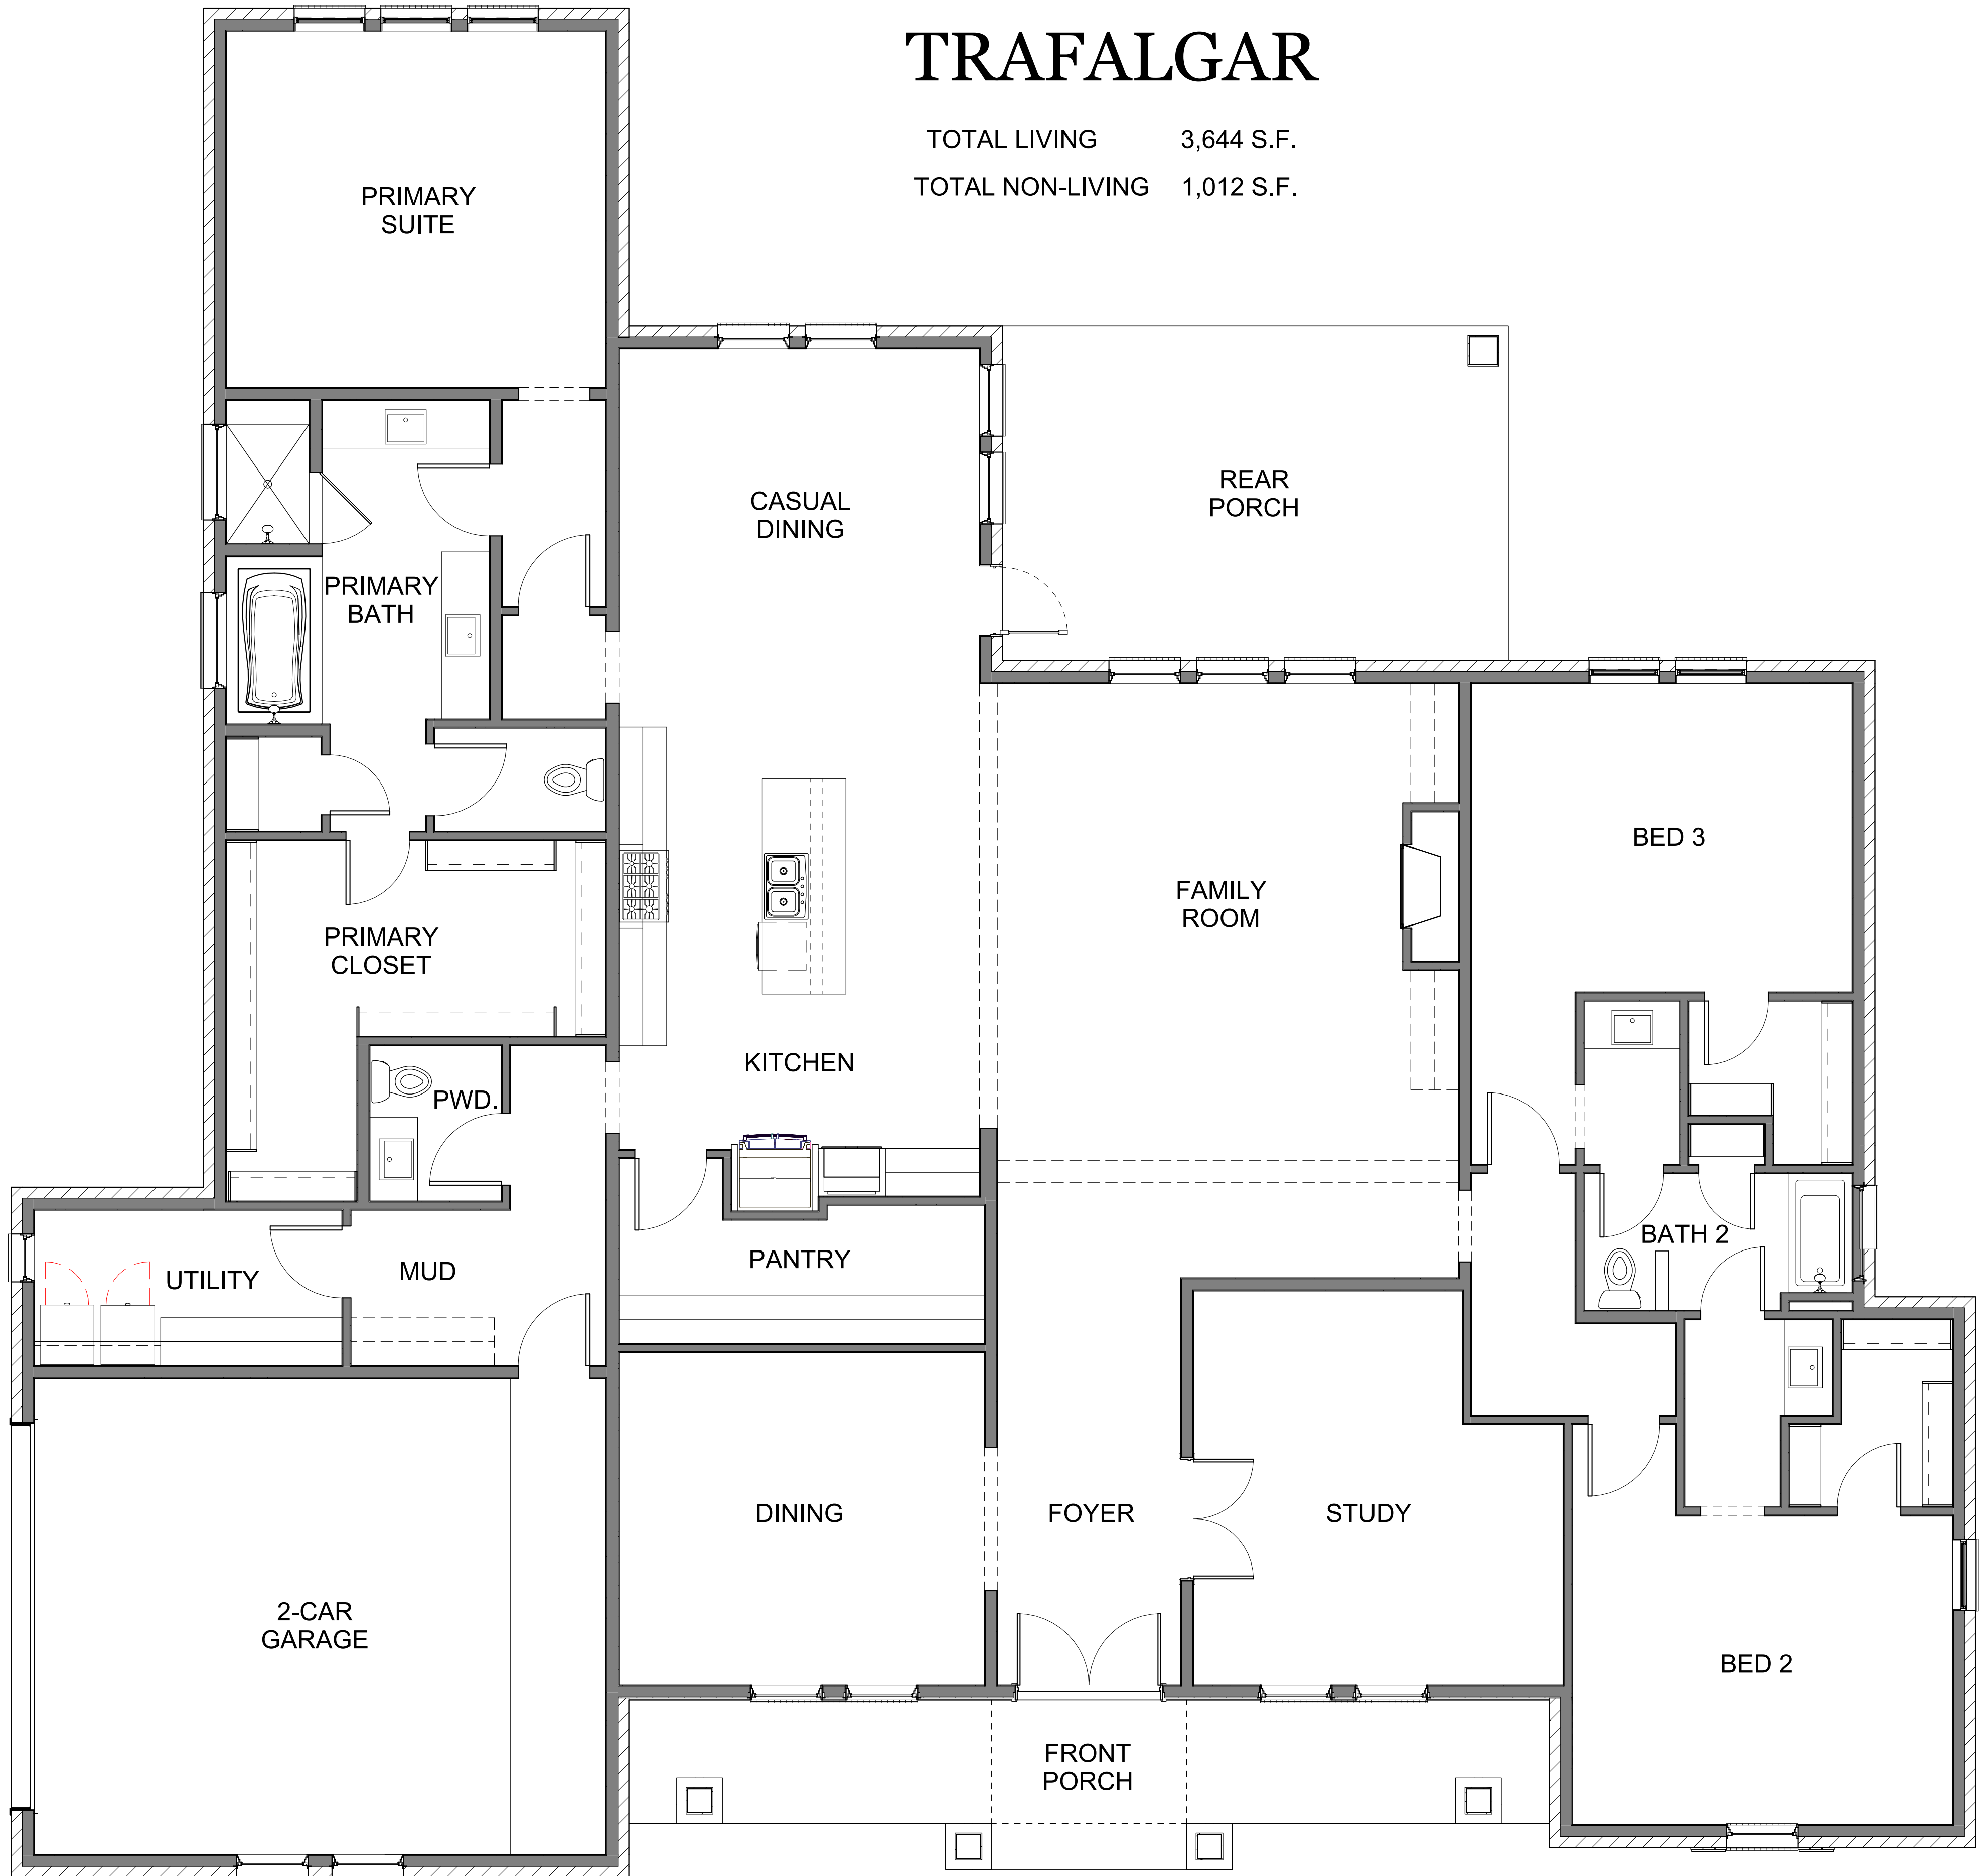 TRAFALGAR
TOTAL LIVING 3,644 S.F.
TOTAL NON-LIVING 1,012 S.F.
PRIMARY
SUITE
CASUAL
DINING
REAR
PORCH
PRIMARY
BATH
BED 3
FAMILY
ROOM
PRIMARY
CLOSET
KITCHEN
PWD.
BATH 2
PANTRY
MUD
UTILITY
DINING
FOYER
STUDY
2-CAR
GARAGE
BED 2
FRONT
PORCH